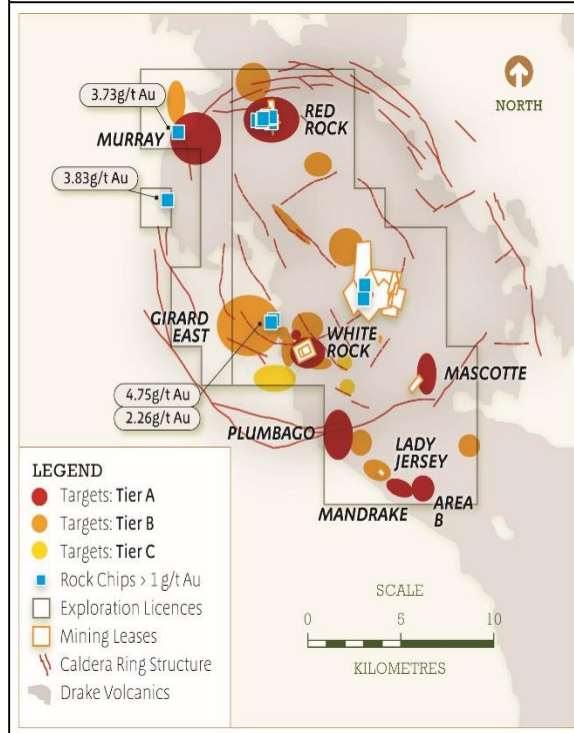 3.73g/t Au
MURRAY
RED
ROCK
NORTH
3.83g/t Au
GIRARD
EAST
WHITE
ROCK
MASCOTTE
4.75g/t Au
2.26g/t Au
PLUMBAGO
LADY
JERSEY
MANDRAKE
AREA
B
LEGEND
Targets: Tier A
Targets: Tier B
Targets: Tier C
Rock Chips > 1 g/t Au
Exploration Licences
Mining Leases
Caldera Ring Structure
Drake Volcanics
SCALE
0 5 10
KILOMETRES